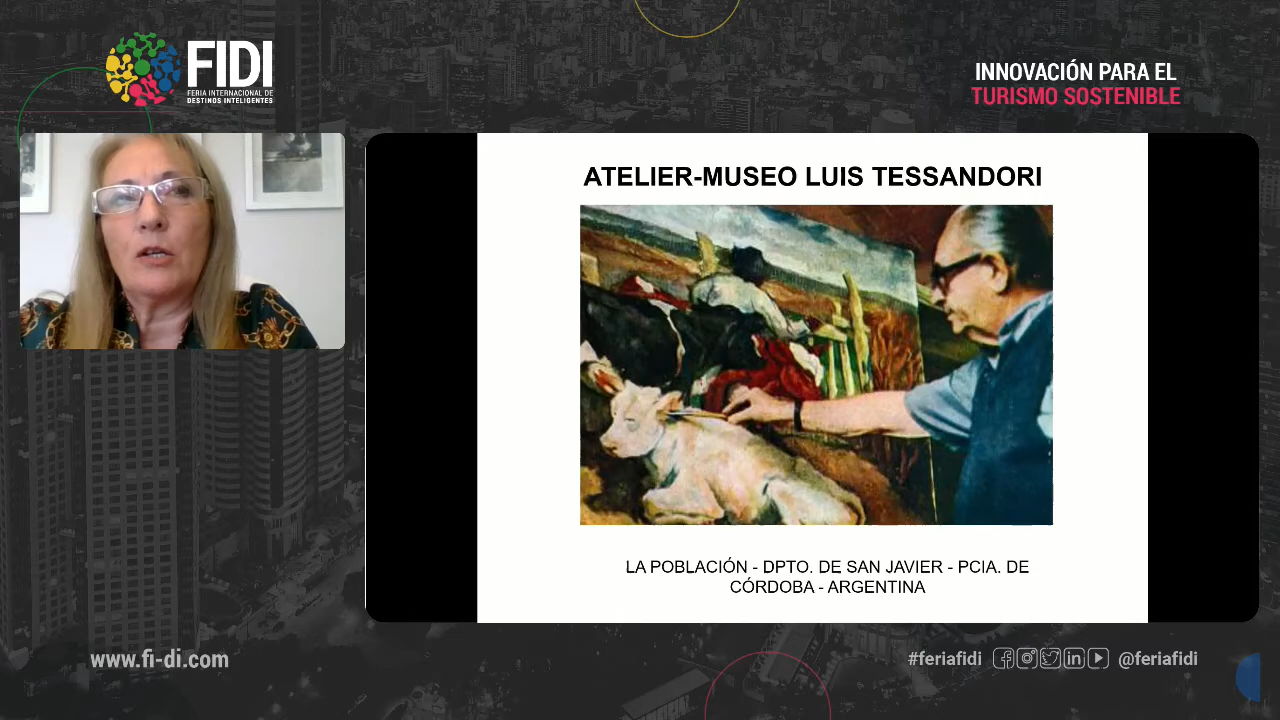 FIDI
FERIA INTERNACIONAL DE
DESTINOS INTELIGENTES
INNOVACIÓN PARA EL
TURISMO SOSTENIBLE
ATELIER-MUSEO LUIS TESSANDORI
LA POBLACIÓN - DPTO. DE SAN JAVIER - PCIA. DE
CÓRDOBA - ARGENTINA
www.fi-di.com
#feriafidi
@feriafidi